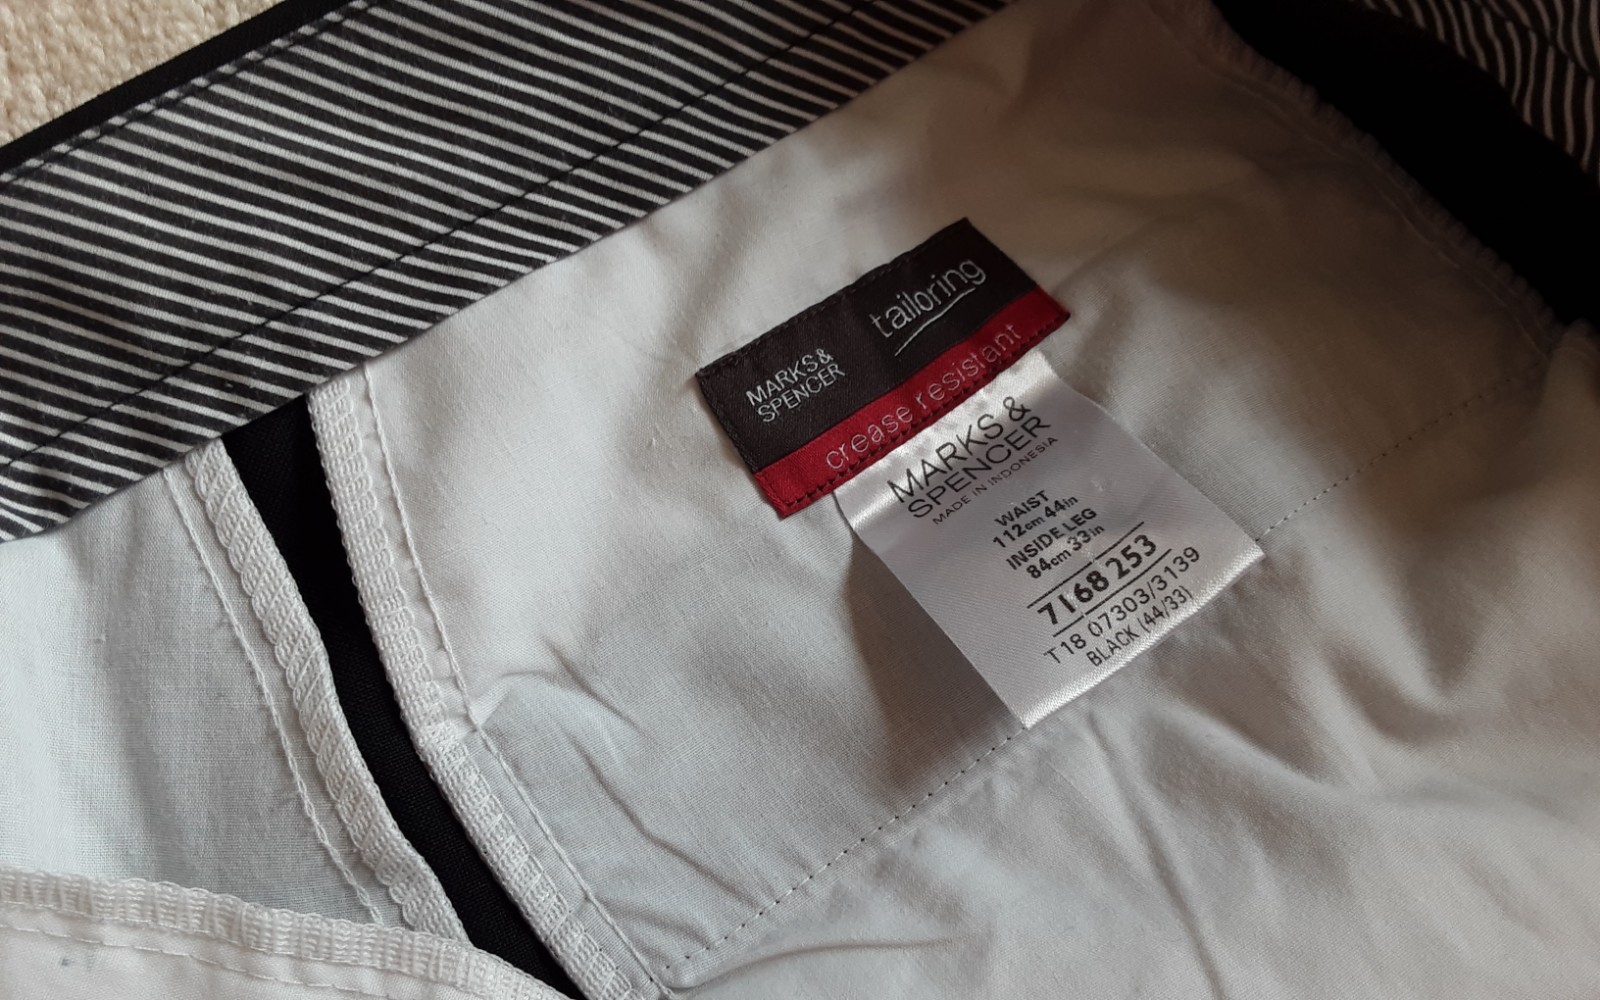 MARKS &
SPENCER
tailoring
crease resistant
MARKS &
SPENCER
MADE IN INDONESIA
WAIST
112cm 44in
INSIDE LEG
84cm 33in
7168 253
T18 07303/3139
BLACK (44/33)